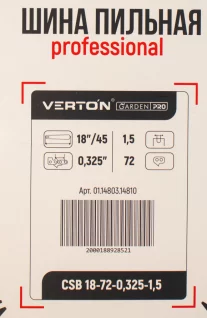 ШИНА ПИЛЬНАЯ
professional
VERTON GARDEN PRO
18"/45 1,5
0,325" 72
Арт. 01.14803.14810
2000188928521
CSB 18-72-0,325-1,5